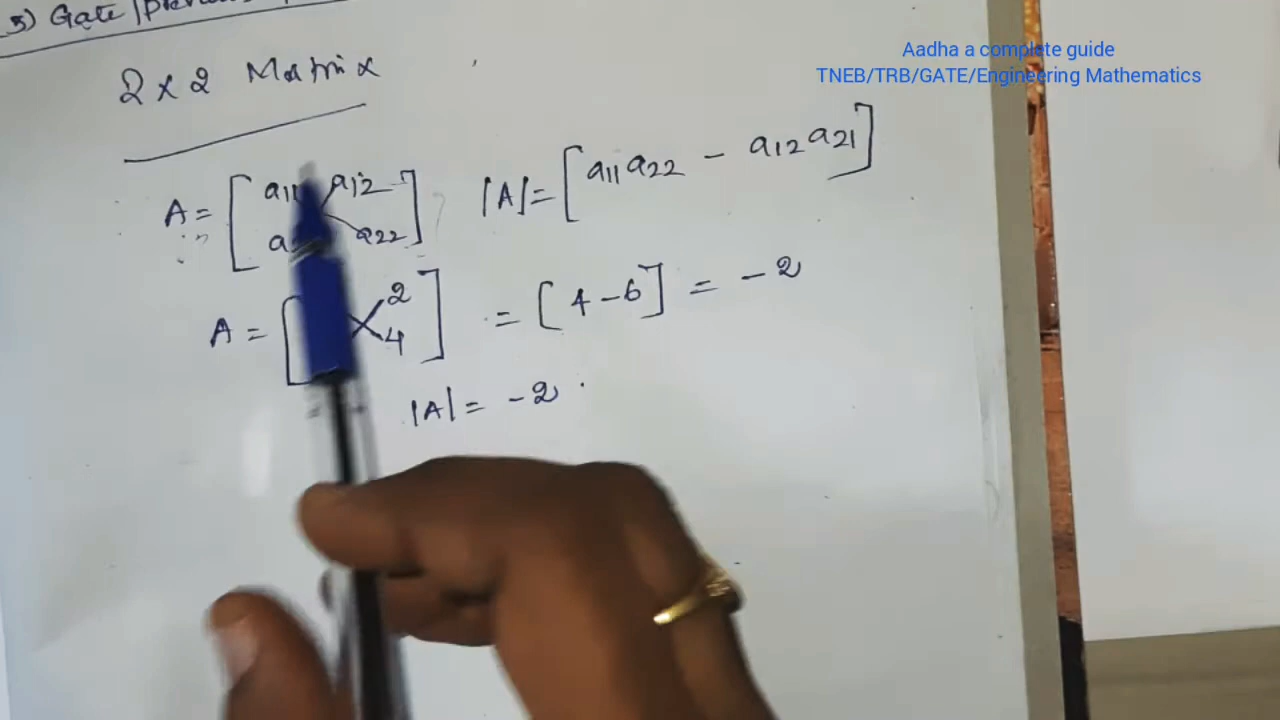 Aadha a complete guide
TNEB/TRB/GATE/Engineering Mathematics
5) Gate /
2 x 2 Matrix
A = [ a11 a12
a22 ]
|A| = [ a11 a22 - a12 a21 ]
A = [ 2
4 ]
= [ 4 - 6 ] = - 2
|A| = - 2